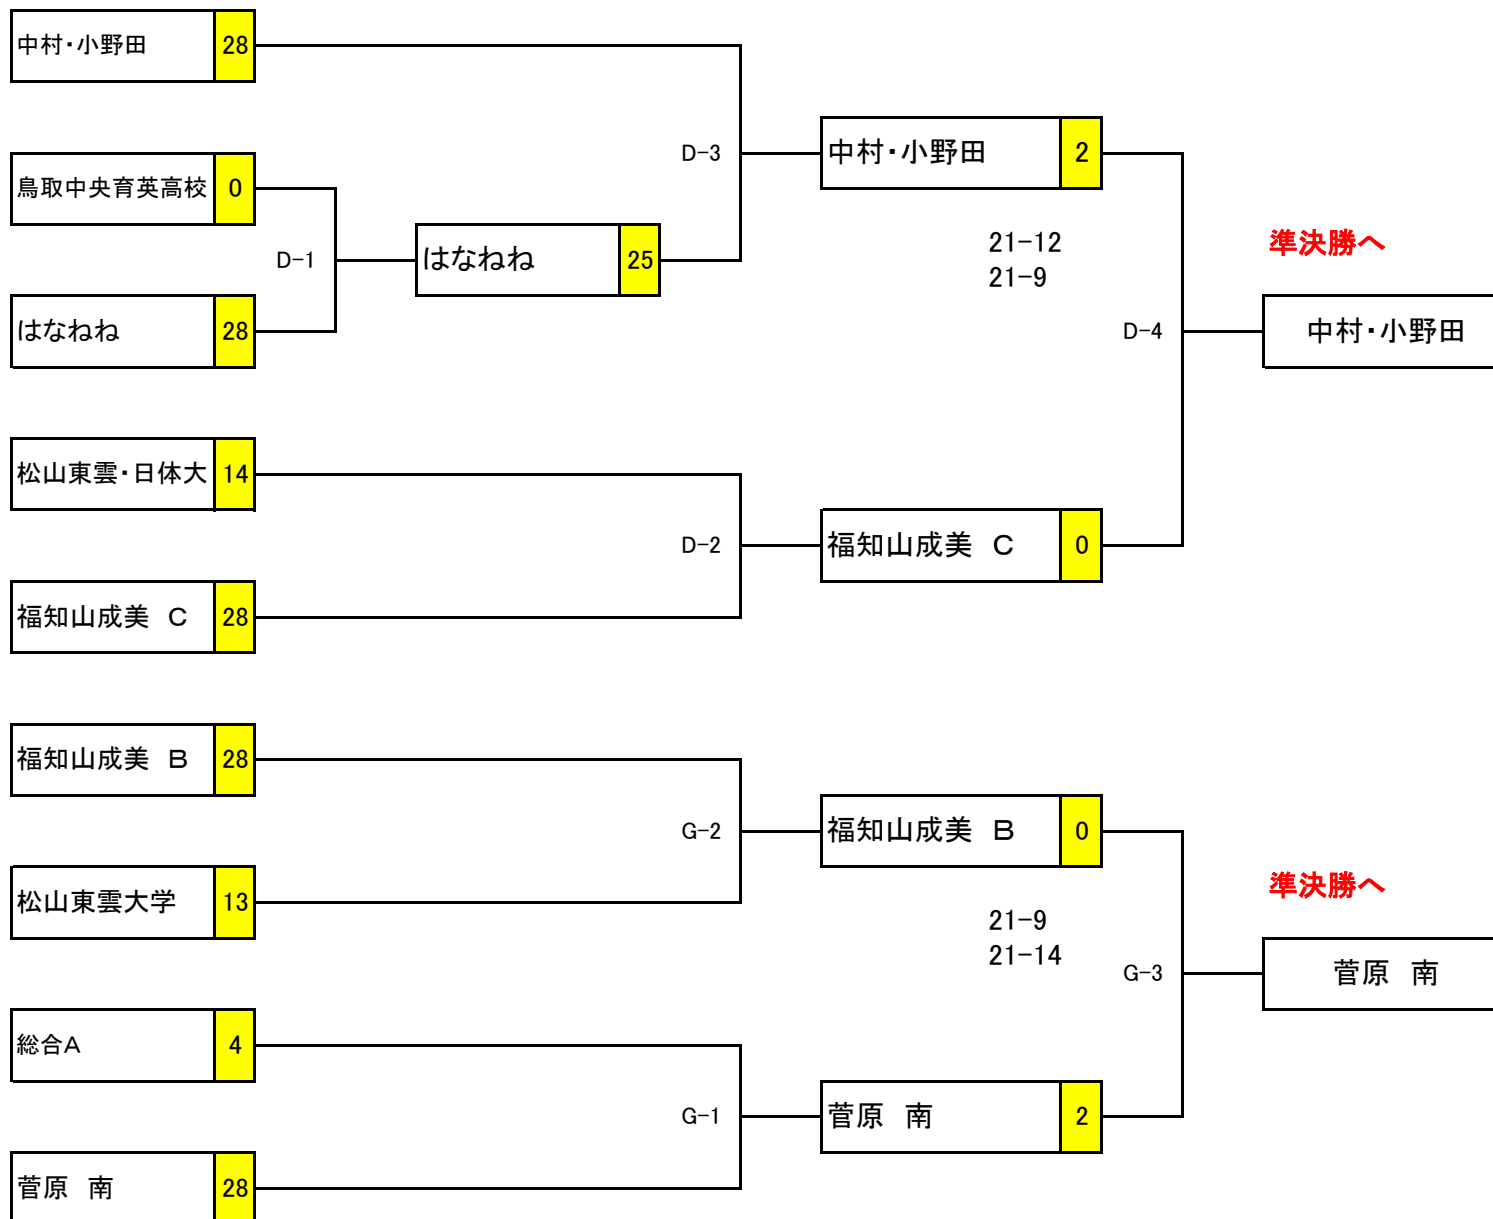 中村・小野田 28
D-3
中村・小野田 2
鳥取中央育英高校 0
D-1
はなねね 25
21-12
21-9
準決勝へ
はなねね 28
D-4
中村・小野田
松山東雲・日体大 14
D-2
福知山成美　C 0
福知山成美　C 28
福知山成美　B 28
G-2
福知山成美　B 0
松山東雲大学 13
21-9
21-14
準決勝へ
G-3
菅原　南
総合A 4
G-1
菅原　南 2
菅原　南 28